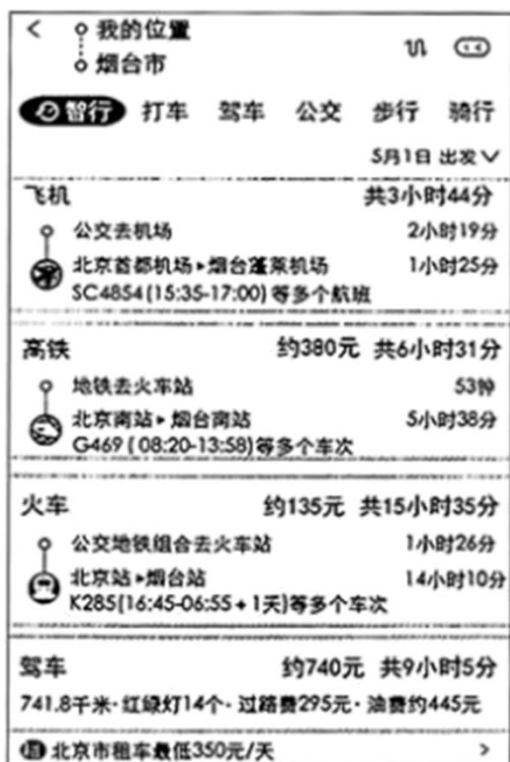 我的位置
烟台市
智行 打车 驾车 公交 步行 骑行
5月1日 出发
飞机 共3小时44分
公交去机场 2小时19分
北京首都机场▸烟台蓬莱机场 1小时25分
SC4854(15:35-17:00)等多个航班
高铁 约380元 共6小时31分
地铁去火车站 53钟
北京南站▸烟台南站 5小时38分
G469(08:20-13:58)等多个车次
火车 约135元 共15小时35分
公交地铁组合去火车站 1小时26分
北京站▸烟台站 14小时10分
K285(16:45-06:55+1天)等多个车次
驾车 约740元 共9小时5分
741.8千米·红绿灯14个·过路费295元·油费约445元
北京市租车最低350元/天